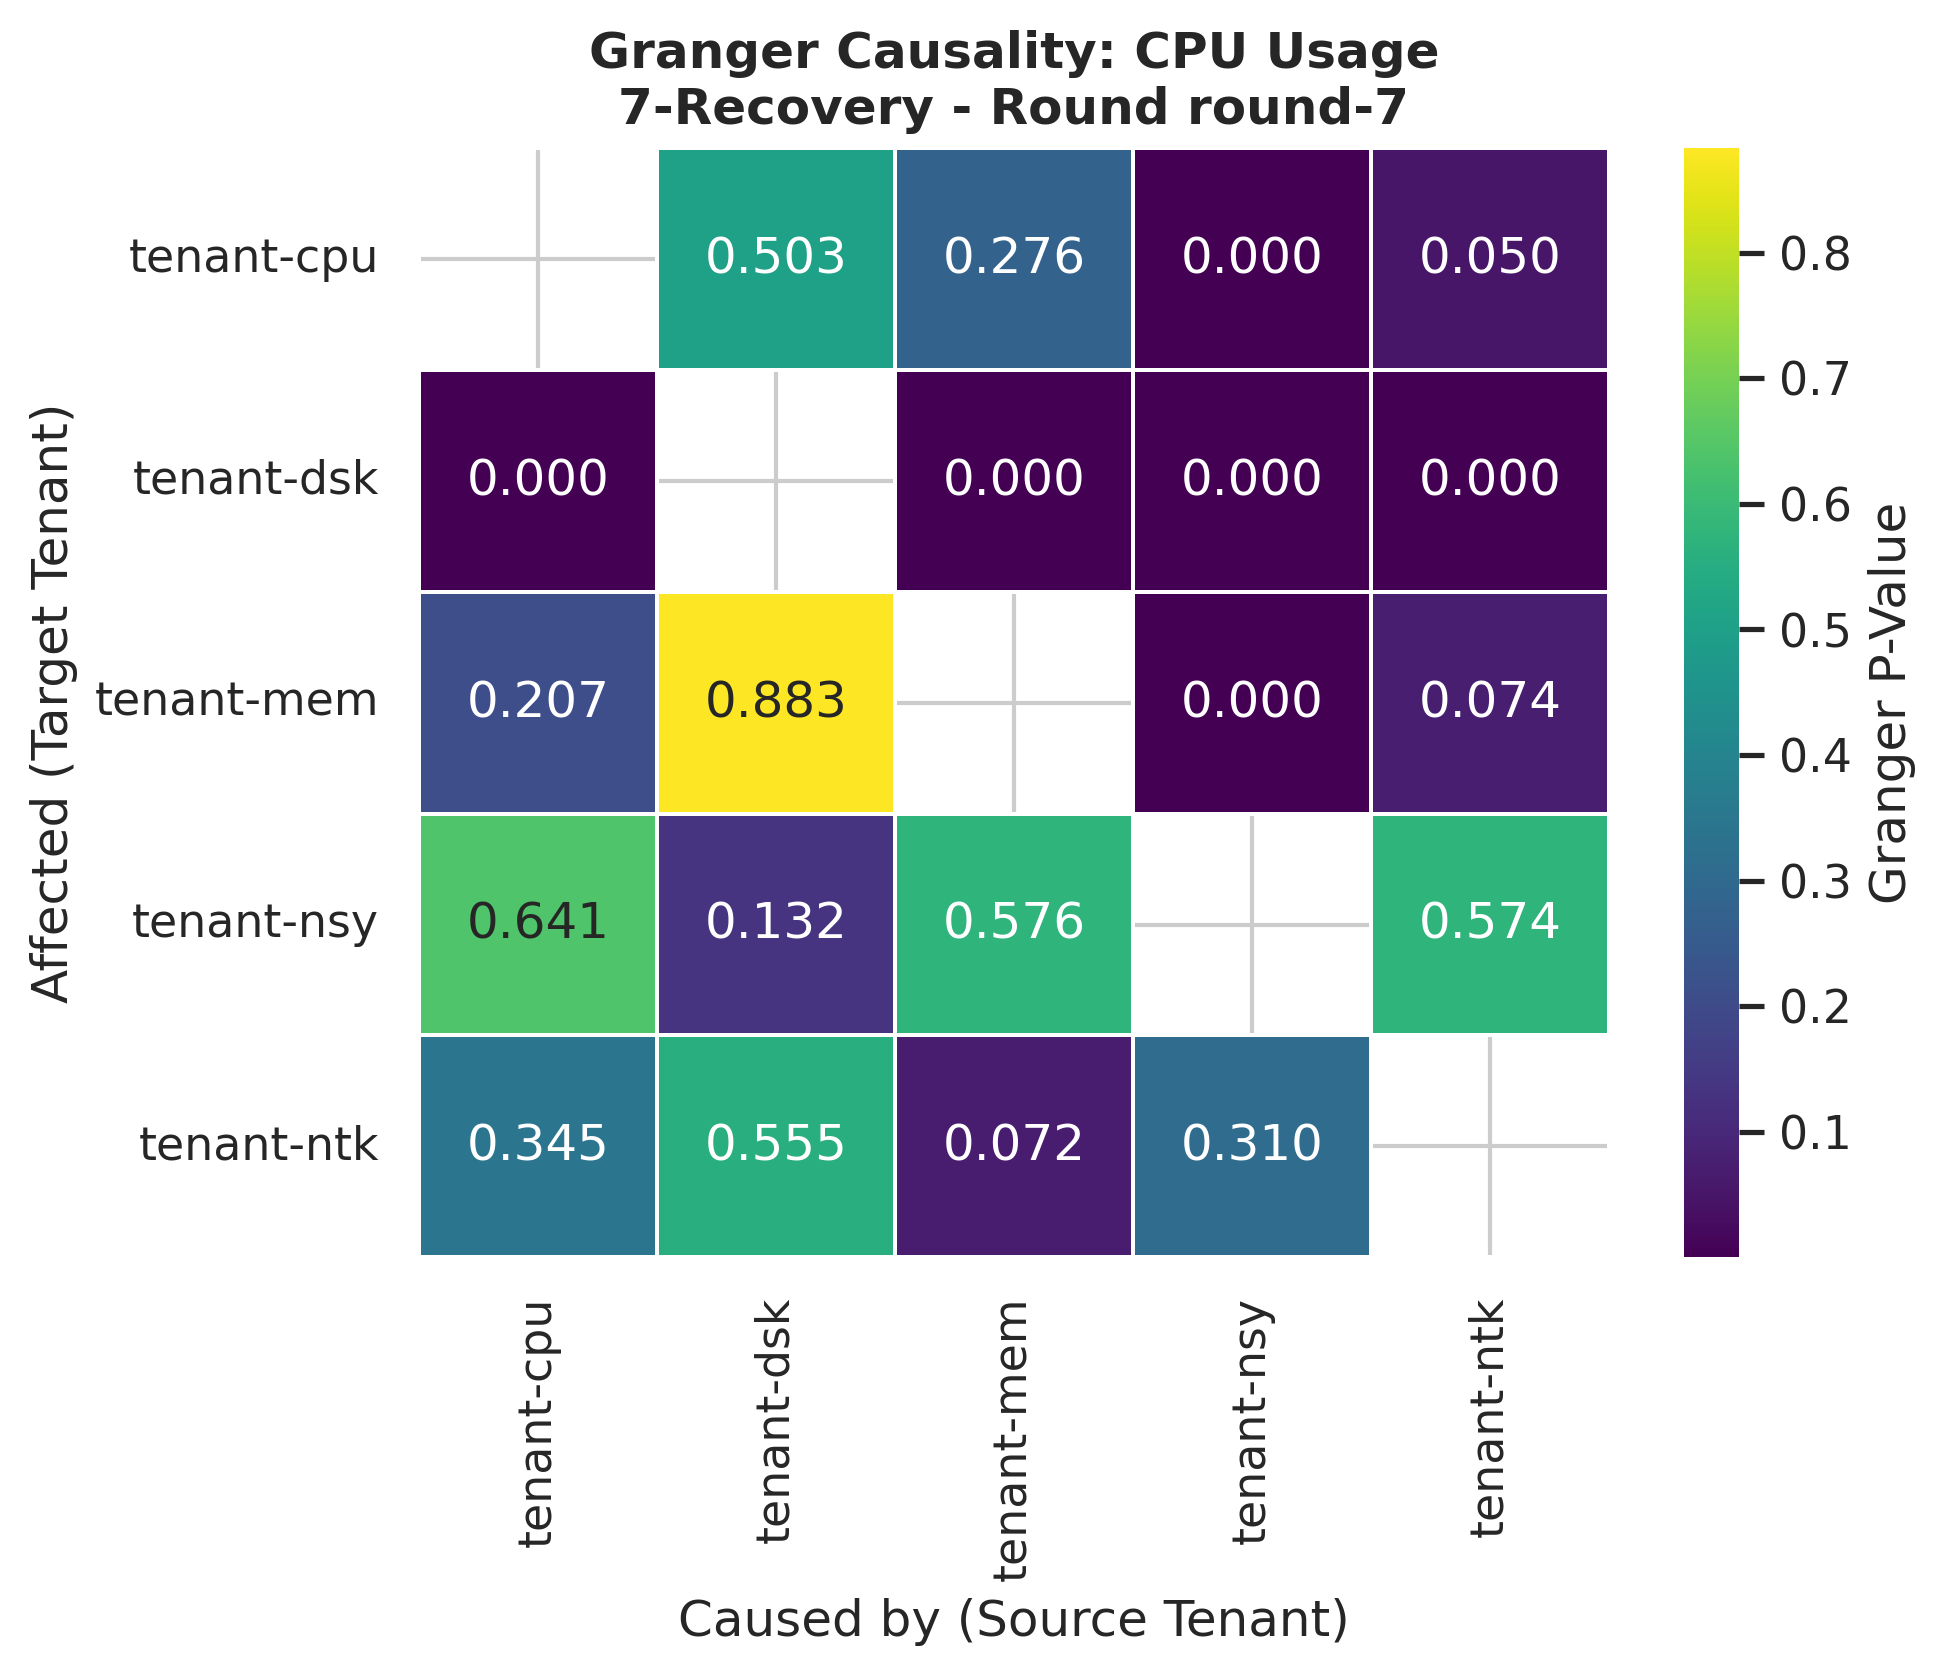 Granger Causality: CPU Usage
7-Recovery - Round round-7
Affected (Target Tenant)
tenant-cpu 0.503 0.276 0.000 0.050
tenant-dsk 0.000 0.000 0.000 0.000
tenant-mem 0.207 0.883 0.000 0.074
tenant-nsy 0.641 0.132 0.576 0.574
tenant-ntk 0.345 0.555 0.072 0.310
tenant-cpu tenant-dsk tenant-mem tenant-nsy tenant-ntk
Caused by (Source Tenant)
0.8
0.7
0.6
0.5
0.4
0.3
0.2
0.1
Granger P-Value